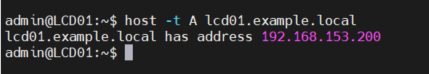 admin@LCD01:~$ host -t A lcd01.example.local
lcd01.example.local has address 192.168.153.200
admin@LCD01:~$